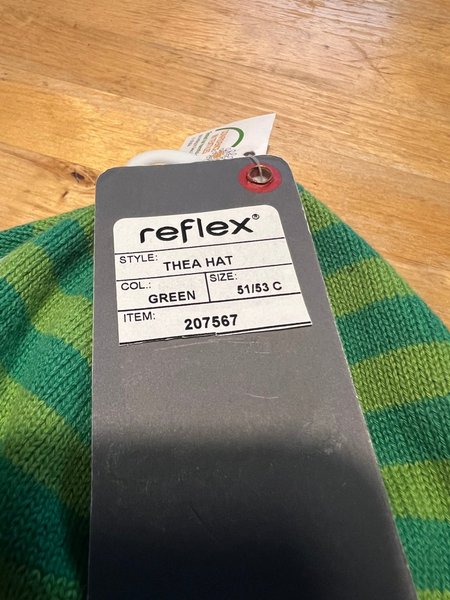 reflex®
STYLE: THEA HAT
COL.: GREEN SIZE: 51/53 C
ITEM: 207567